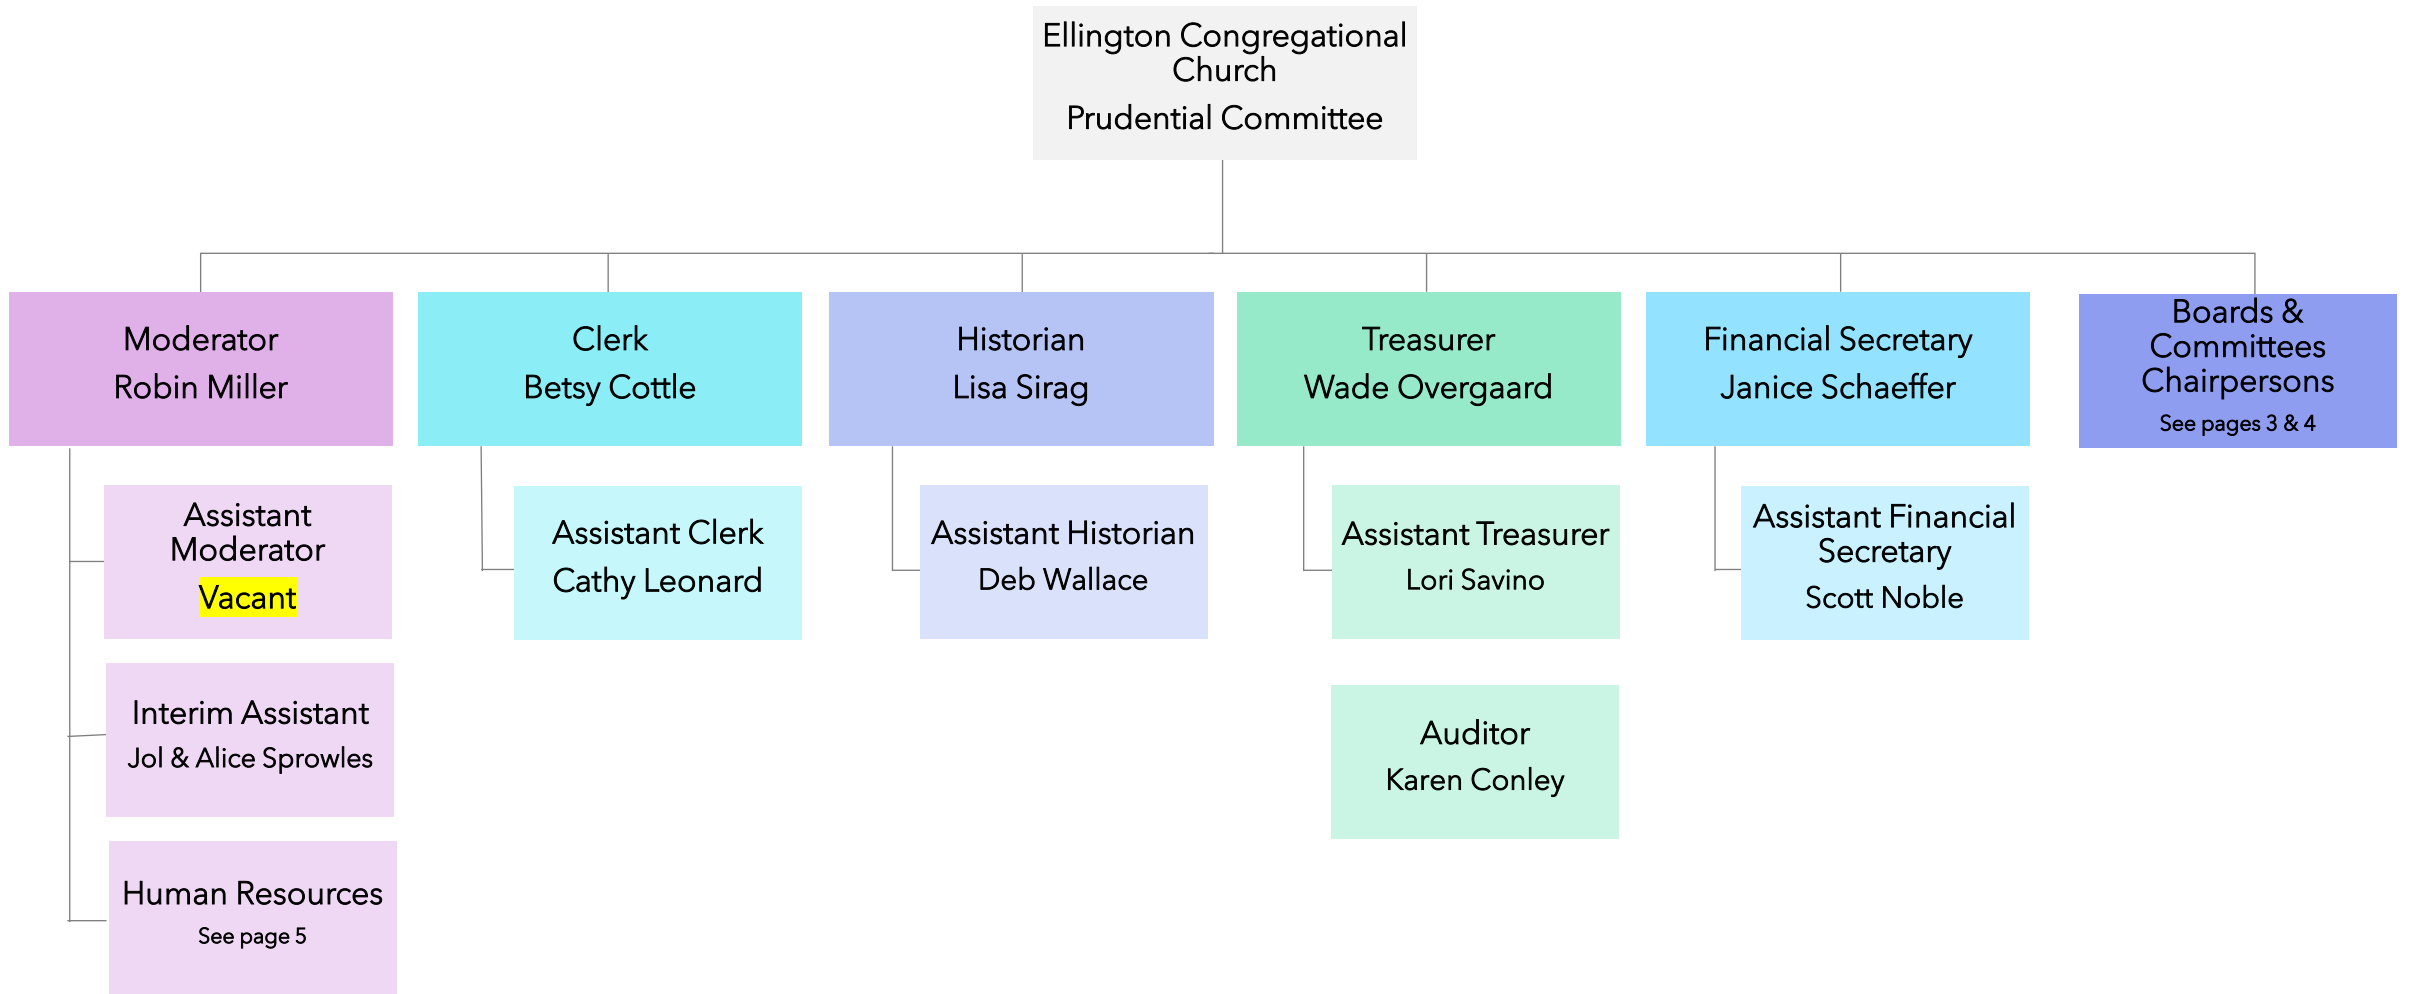 Ellington Congregational
Church
Prudential Committee
Moderator
Robin Miller
Clerk
Betsy Cottle
Historian
Lisa Sirag
Treasurer
Wade Overgaard
Financial Secretary
Janice Schaeffer
Boards &
Committees
Chairpersons
See pages 3 & 4
Assistant
Moderator
Vacant
Assistant Clerk
Cathy Leonard
Assistant Historian
Deb Wallace
Assistant Treasurer
Lori Savino
Assistant Financial
Secretary
Scott Noble
Interim Assistant
Jol & Alice Sprowles
Auditor
Karen Conley
Human Resources
See page 5